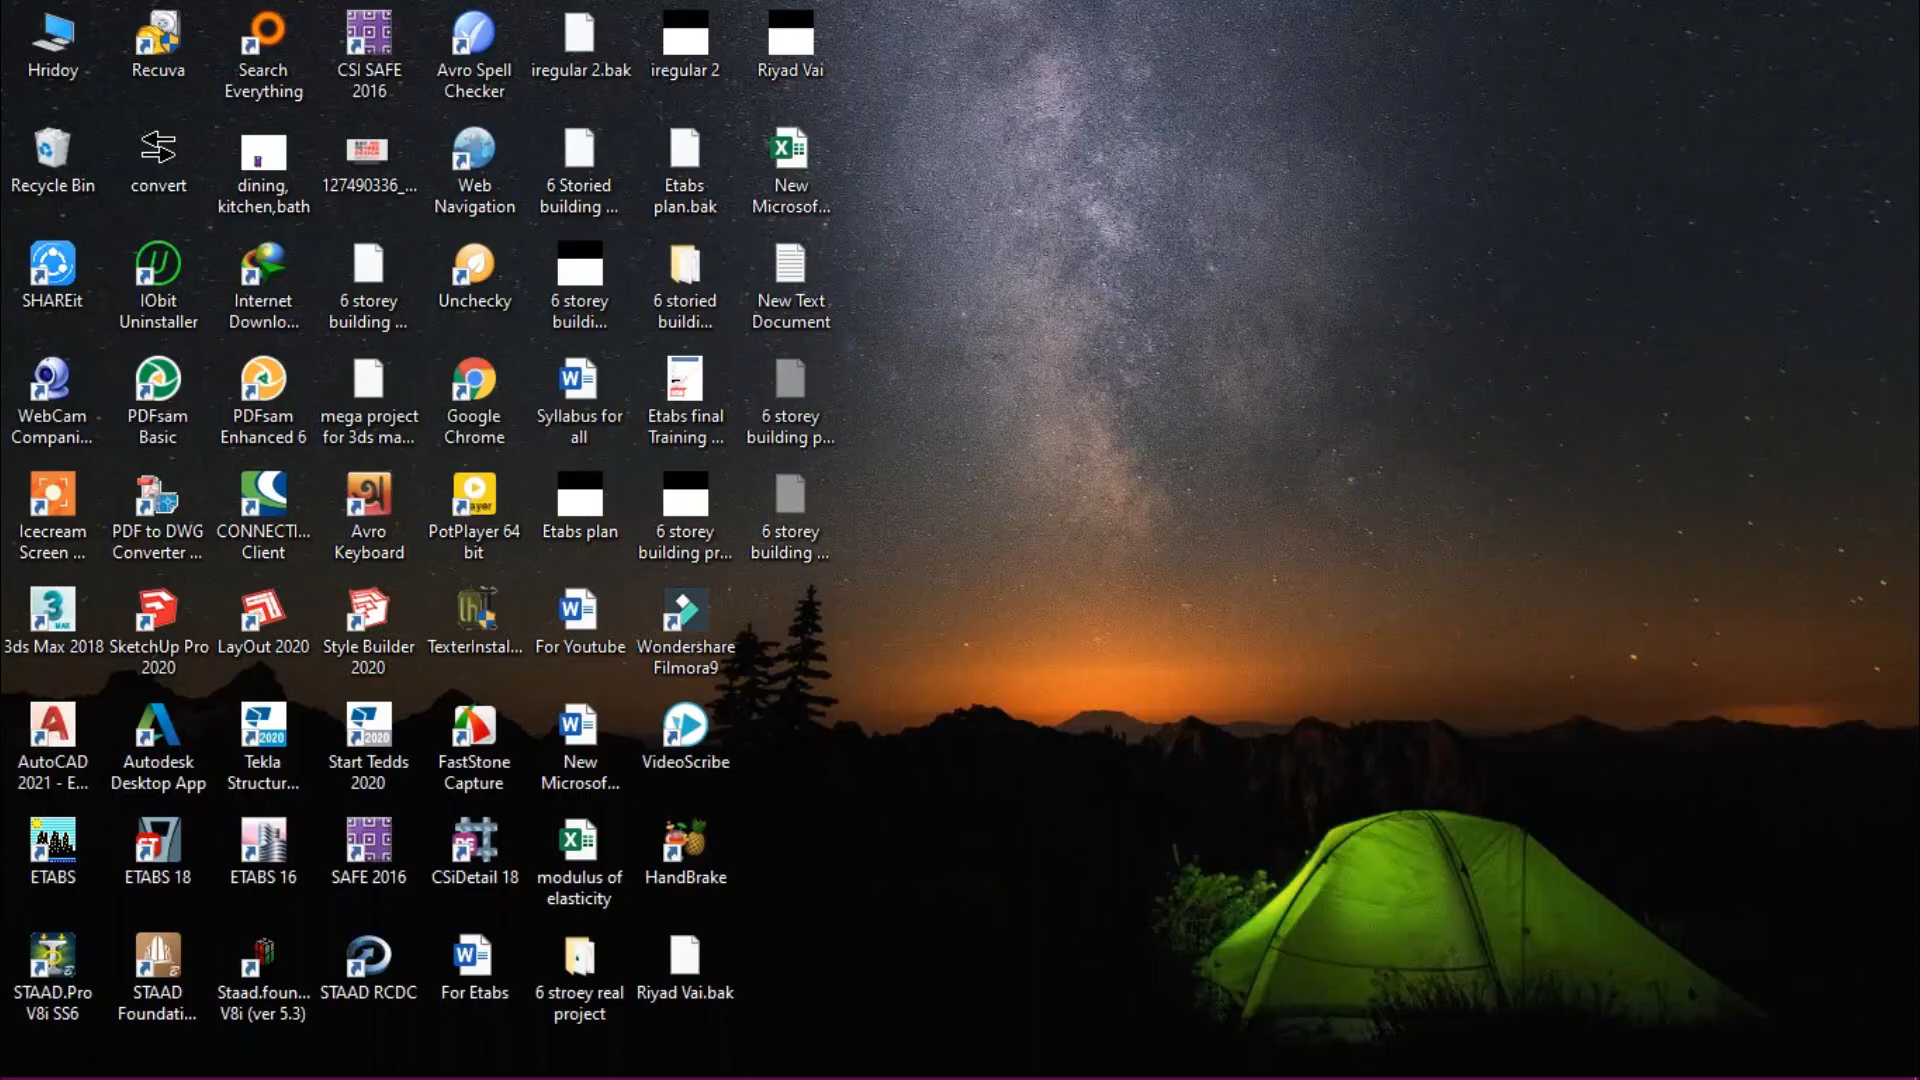 Hridoy
Recuva
Search
Everything
CSI SAFE
2016
Avro Spell
Checker
iregular 2.bak
iregular 2
Riyad Vai
Recycle Bin
convert
dining,
kitchen,bath
127490336_...
Web
Navigation
6 Storied
building ...
Etabs
plan.bak
New
Microsof...
SHAREit
IObit
Uninstaller
Internet
Downlo...
6 storey
building ...
Unchecky
6 storey
buildi...
6 storied
buildi...
New Text
Document
WebCam
Compani...
PDFsam
Basic
PDFsam
Enhanced 6
mega project
for 3ds ma...
Google
Chrome
Syllabus for
all
Etabs final
Training ...
6 storey
building p...
Icecream
Screen ...
PDF to DWG
Converter ...
CONNECTI...
Client
Avro
Keyboard
PotPlayer 64
bit
Etabs plan
6 storey
building pr...
6 storey
building ...
3ds Max 2018
SketchUp Pro
2020
LayOut 2020
Style Builder
2020
TexterInstal...
For Youtube
Wondershare
Filmora9
AutoCAD
2021 - E...
Autodesk
Desktop App
Tekla
Structur...
Start Tedds
2020
FastStone
Capture
New
Microsof...
VideoScribe
ETABS
ETABS 18
ETABS 16
SAFE 2016
CSiDetail 18
modulus of
elasticity
HandBrake
STAAD.Pro
V8i SS6
STAAD
Foundati...
Staad.foun...
V8i (ver 5.3)
STAAD RCDC
For Etabs
6 stroey real
project
Riyad Vai.bak